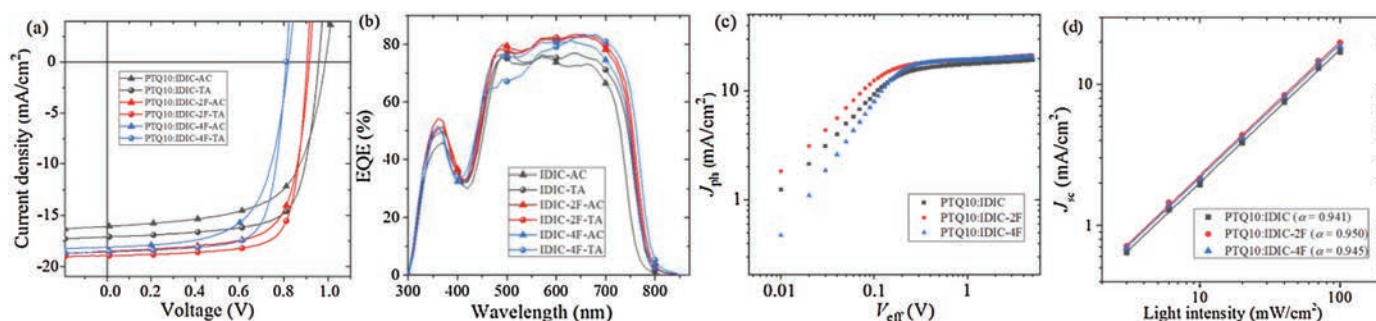 (a)
Current density (mA/cm²)
0
-5
-10
-15
-20
PTQ10:IDIC-AC
PTQ10:IDIC-TA
PTQ10:IDIC-2F-AC
PTQ10:IDIC-2F-TA
PTQ10:IDIC-4F-AC
PTQ10:IDIC-4F-TA
0.0 0.2 0.4 0.6 0.8 1.0
Voltage (V)
(b)
EQE (%)
80
60
40
20
0
IDIC-AC
IDIC-TA
IDIC-2F-AC
IDIC-2F-TA
IDIC-4F-AC
IDIC-4F-TA
300 400 500 600 700 800
Wavelength (nm)
(c)
J_ph (mA/cm²)
10
1
PTQ10:IDIC
PTQ10:IDIC-2F
PTQ10:IDIC-4F
0.01 0.1 1
V_eff (V)
(d)
J_sc (mA/cm²)
10
1
PTQ10:IDIC (α = 0.941)
PTQ10:IDIC-2F (α = 0.950)
PTQ10:IDIC-4F (α = 0.945)
10 100
Light intensity (mW/cm²)